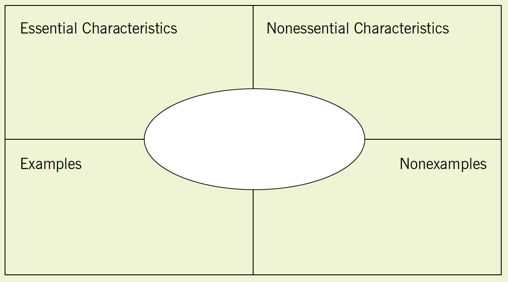 Essential Characteristics
Nonessential Characteristics
Examples
Nonexamples